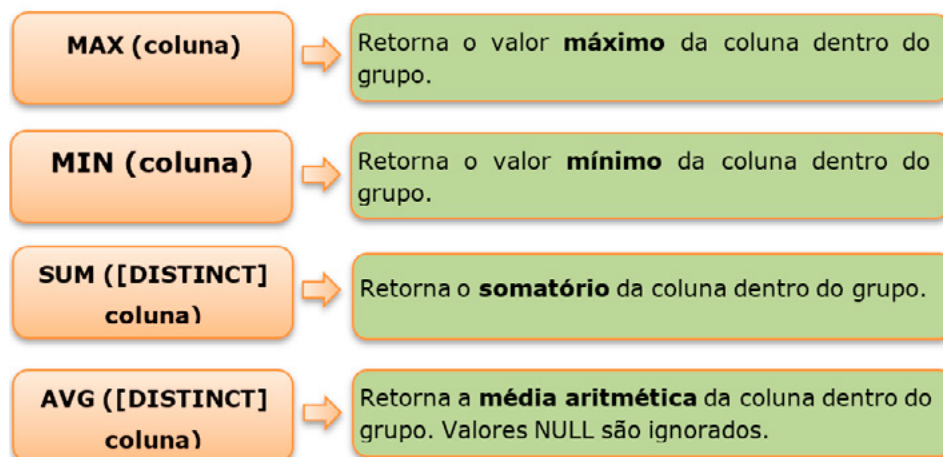 MAX (coluna)
Retorna o valor máximo da coluna dentro do
grupo.
MIN (coluna)
Retorna o valor mínimo da coluna dentro do
grupo.
SUM ([DISTINCT]
coluna)
Retorna o somatório da coluna dentro do grupo.
AVG ([DISTINCT]
coluna)
Retorna a média aritmética da coluna dentro do
grupo. Valores NULL são ignorados.